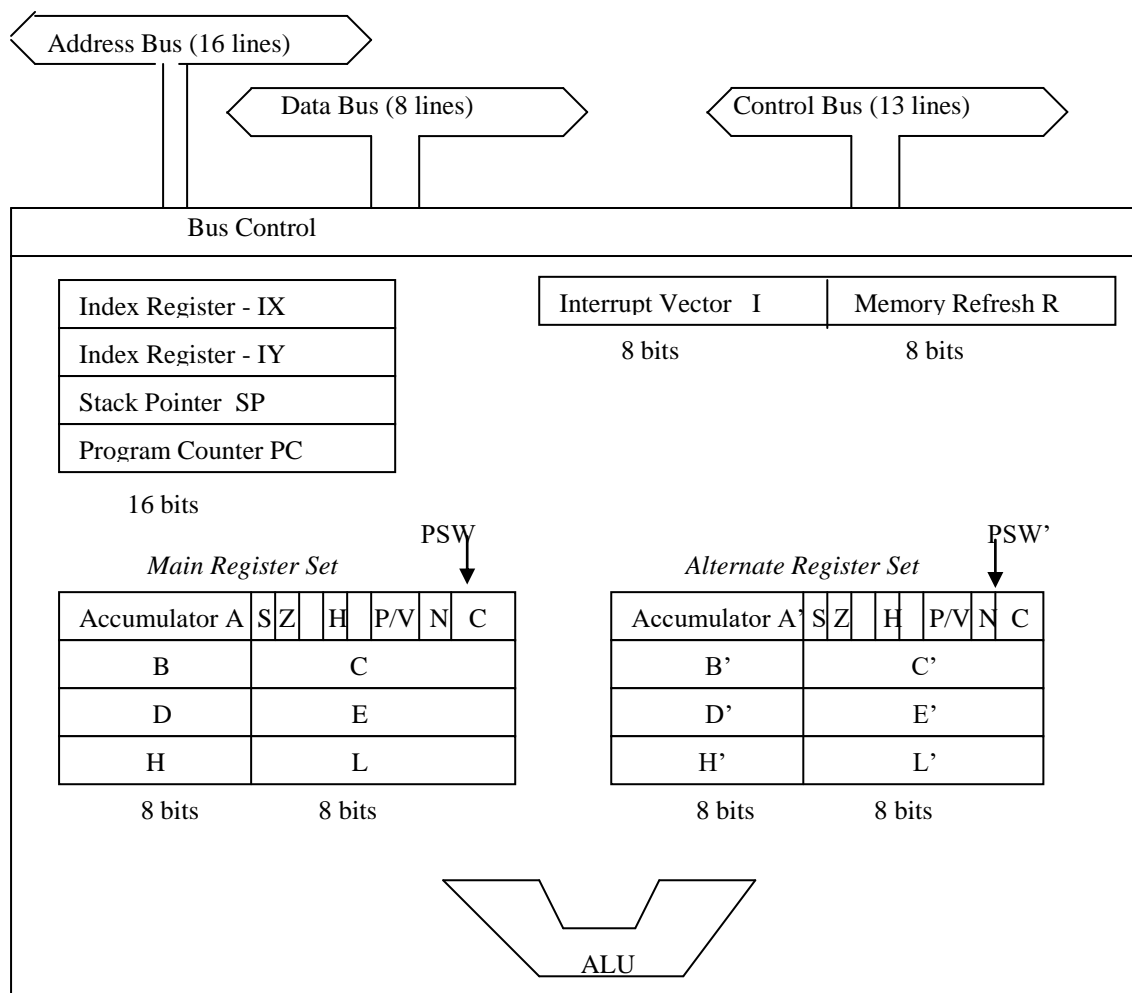 Address Bus (16 lines)
Data Bus (8 lines)
Control Bus (13 lines)
Bus Control
Index Register - IX
Index Register - IY
Stack Pointer SP
Program Counter PC
16 bits
Interrupt Vector I
Memory Refresh R
8 bits
8 bits
PSW
Main Register Set
Accumulator A S Z H P/V N C
B C
D E
H L
8 bits 8 bits
PSW’
Alternate Register Set
Accumulator A’ S Z H P/V N C
B’ C’
D’ E’
H’ L’
8 bits 8 bits
ALU